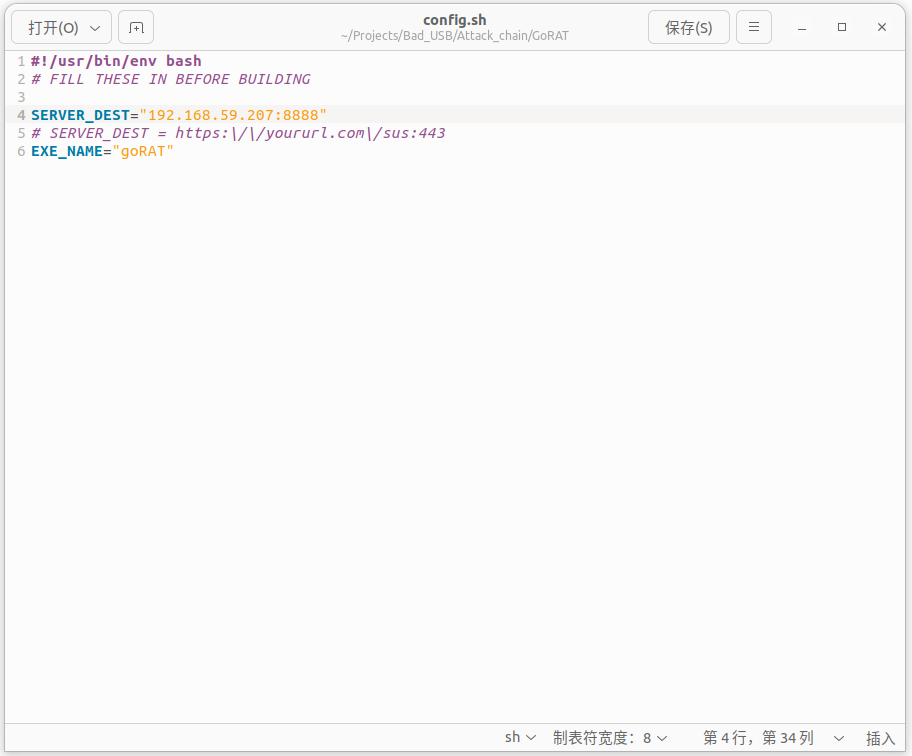 打开(O)
config.sh
~/Projects/Bad_USB/Attack_chain/GoRAT
保存(S)
1 #!/usr/bin/env bash
2 # FILL THESE IN BEFORE BUILDING
3
4 SERVER_DEST="192.168.59.207:8888"
5 # SERVER_DEST = https:\/\/yoururl.com\/sus:443
6 EXE_NAME="goRAT"
sh 制表符宽度：8 第 4 行，第 34 列 插入